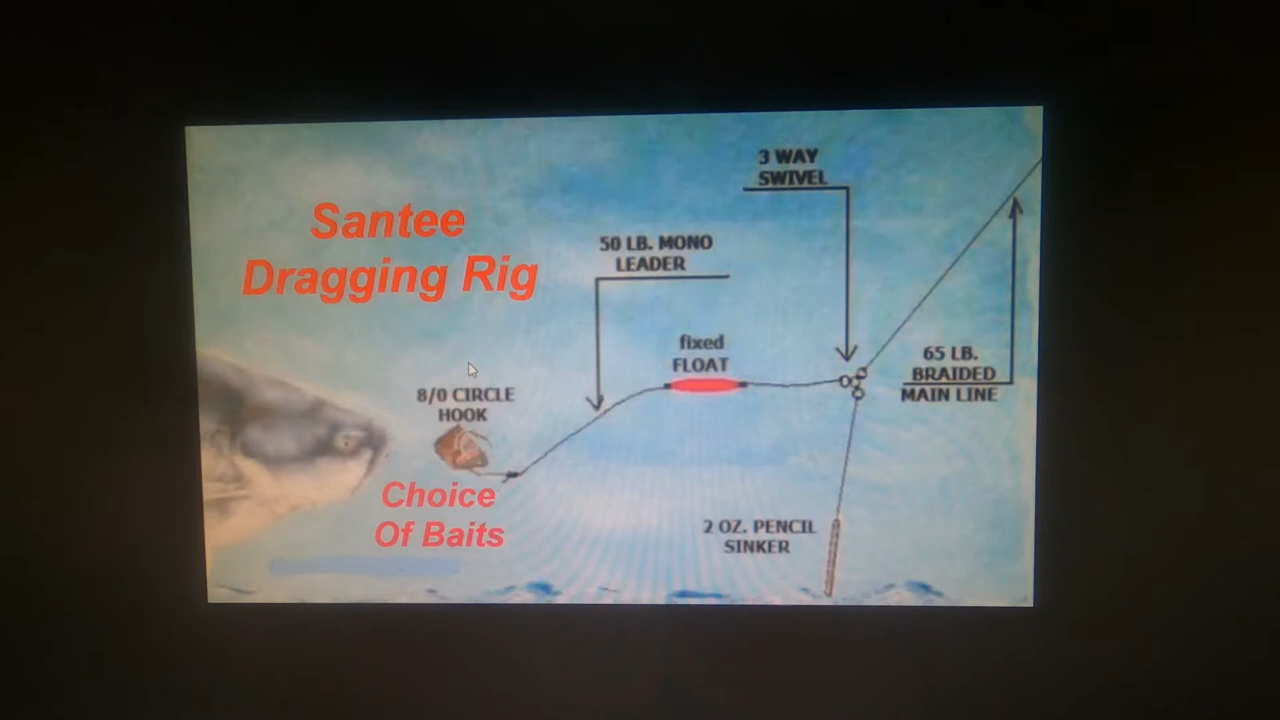 3 WAY
SWIVEL
Santee
Dragging Rig
50 LB. MONO
LEADER
fixed
FLOAT
65 LB.
BRAIDED
MAIN LINE
8/0 CIRCLE
HOOK
Choice
Of Baits
2 OZ. PENCIL
SINKER